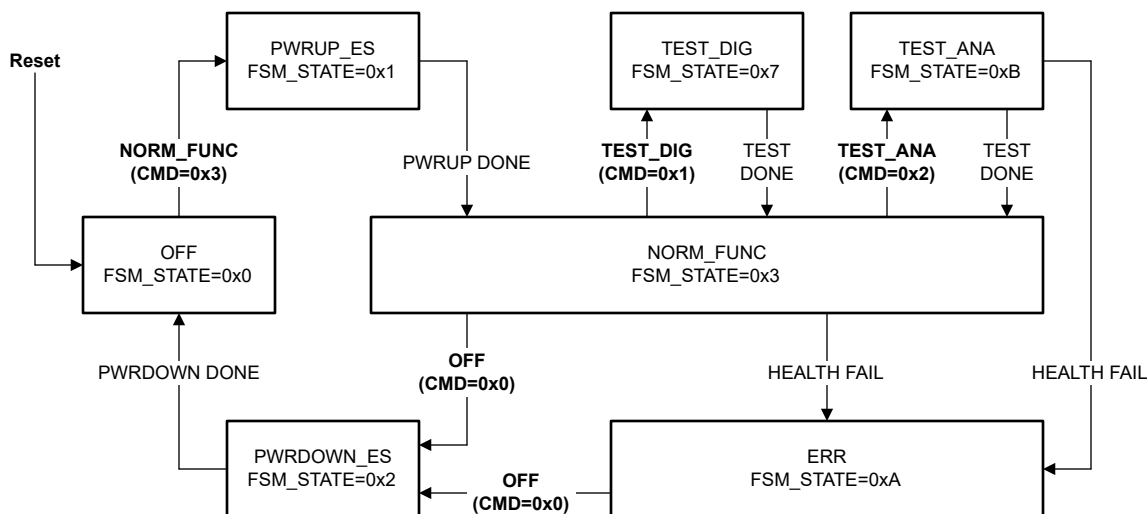 Reset
PWRUP_ES
FSM_STATE=0x1
TEST_DIG
FSM_STATE=0x7
TEST_ANA
FSM_STATE=0xB
NORM_FUNC
(CMD=0x3)
PWRUP DONE
TEST_DIG
(CMD=0x1)
TEST
DONE
TEST_ANA
(CMD=0x2)
TEST
DONE
OFF
FSM_STATE=0x0
NORM_FUNC
FSM_STATE=0x3
PWRDOWN DONE
OFF
(CMD=0x0)
HEALTH FAIL
HEALTH FAIL
PWRDOWN_ES
FSM_STATE=0x2
OFF
(CMD=0x0)
ERR
FSM_STATE=0xA